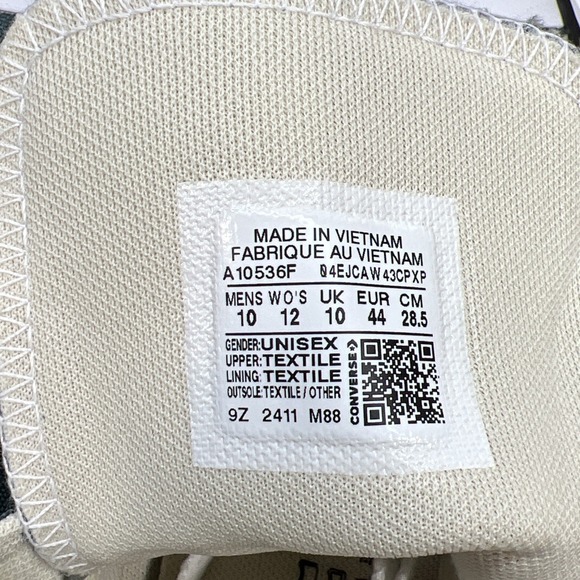 MADE IN VIETNAM
FABRIQUE AU VIETNAM
A10536F 04EJCAW43CPXP
MENS WO'S UK EUR CM
10 12 10 44 28.5
GENDER:UNISEX
UPPER:TEXTILE
LINING:TEXTILE
OUTSOLE:TEXTILE/OTHER
CONVERSE
9Z 2411 M88